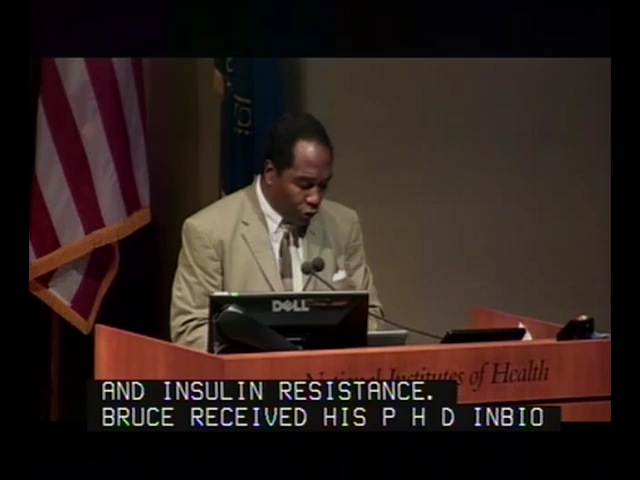 DELL
National Institutes of Health
AND INSULIN RESISTANCE.
BRUCE RECEIVED HIS P H D INBIO